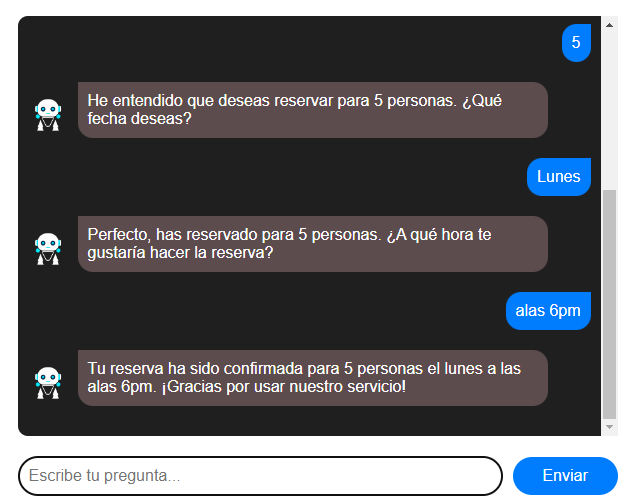 5
He entendido que deseas reservar para 5 personas. ¿Qué
fecha deseas?
Lunes
Perfecto, has reservado para 5 personas. ¿A qué hora te
gustaría hacer la reserva?
alas 6pm
Tu reserva ha sido confirmada para 5 personas el lunes a las
alas 6pm. ¡Gracias por usar nuestro servicio!
Escribe tu pregunta...
Enviar